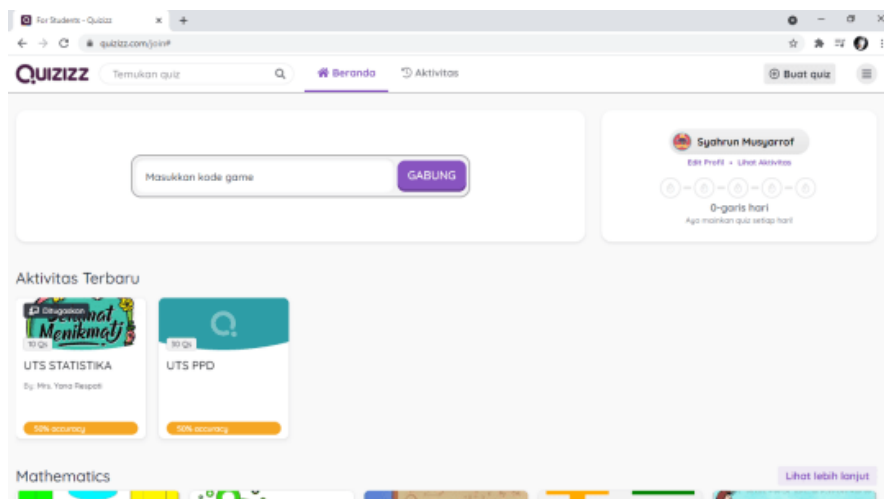 For Students - Quizizz
quizizz.com/join#
QUIZIZZ
Temukan quiz
Beranda
Aktivitas
Buat quiz
Masukkan kode game
GABUNG
Syahrun Musyarrof
Edit Profil • Lihat Aktivitas
0-garis hari
Ayo mainkan quiz setiap hari!
Aktivitas Terbaru
Ditugaskan
Selamat
Menikmati
10 Qs
30 Qs
UTS STATISTIKA
UTS PPD
By: Mrs. Yana Respati
50% accuracy
50% accuracy
Mathematics
Lihat lebih lanjut